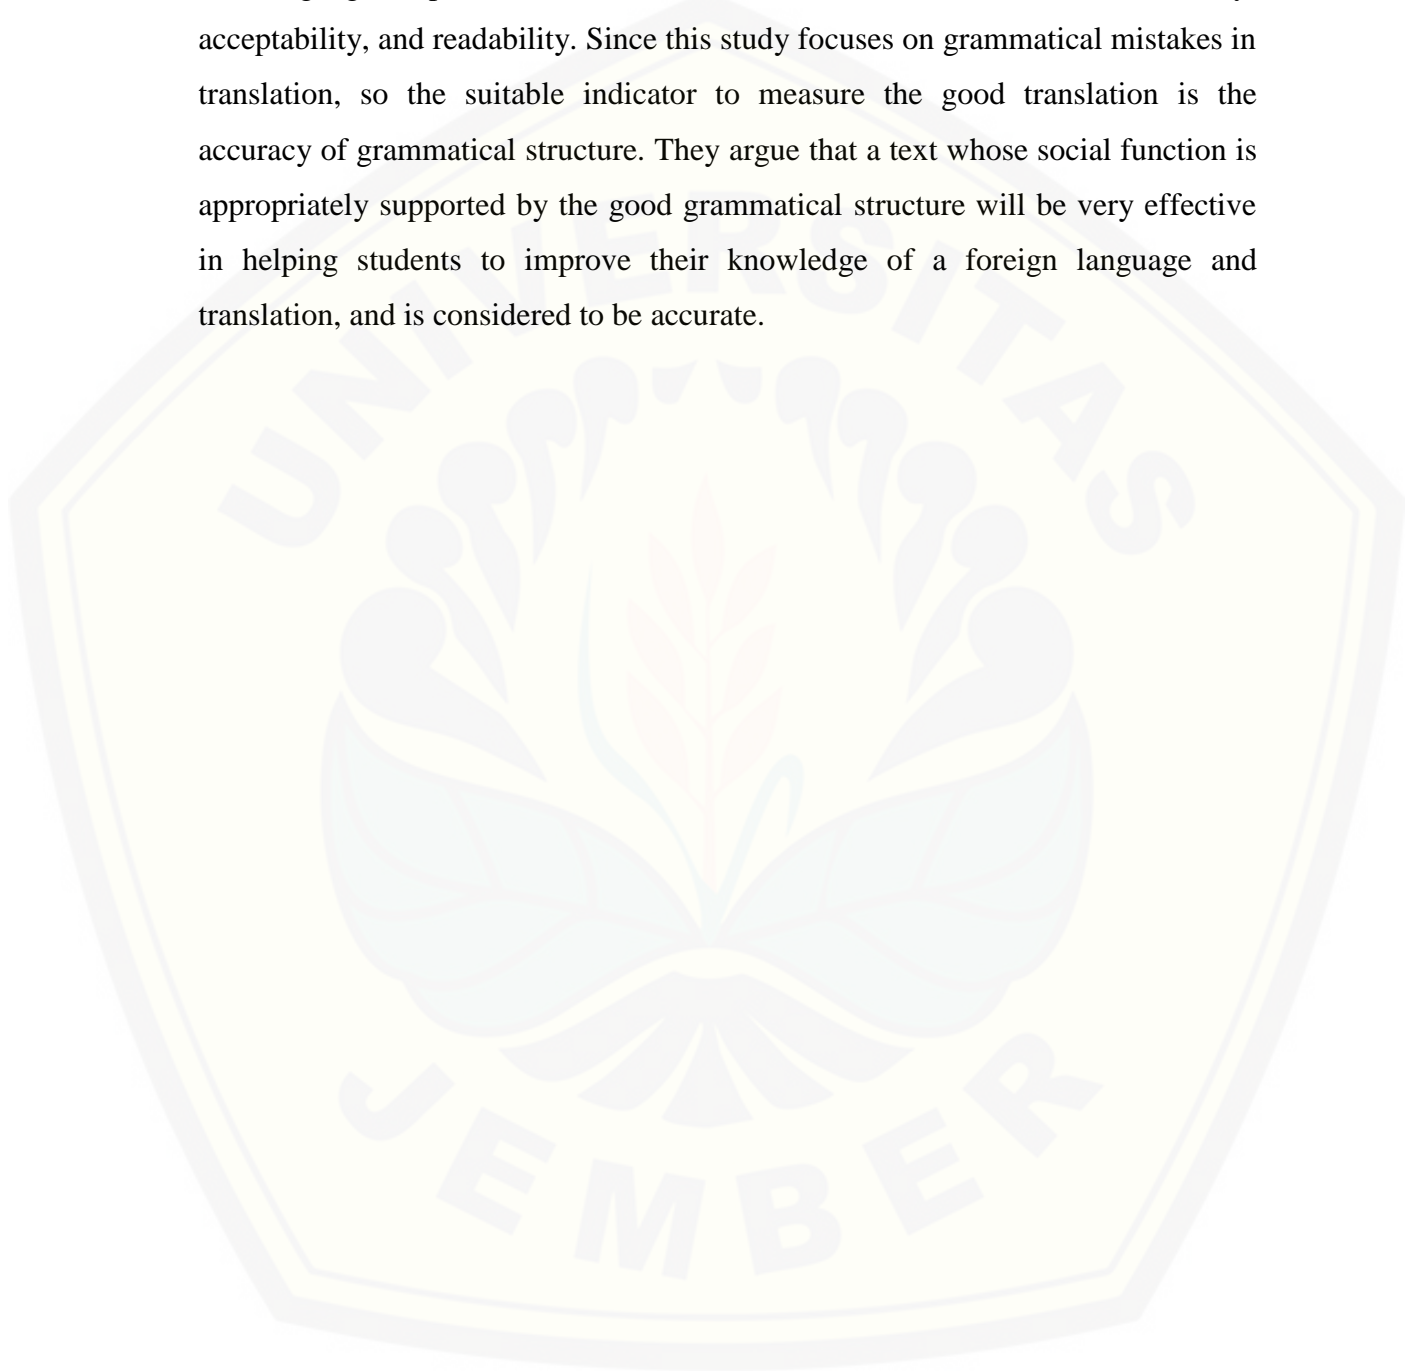 acceptability, and readability. Since this study focuses on grammatical mistakes in
translation, so the suitable indicator to measure the good translation is the
accuracy of grammatical structure. They argue that a text whose social function is
appropriately supported by the good grammatical structure will be very effective
in helping students to improve their knowledge of a foreign language and
translation, and is considered to be accurate.
UNIVERSITAS
JEMBER